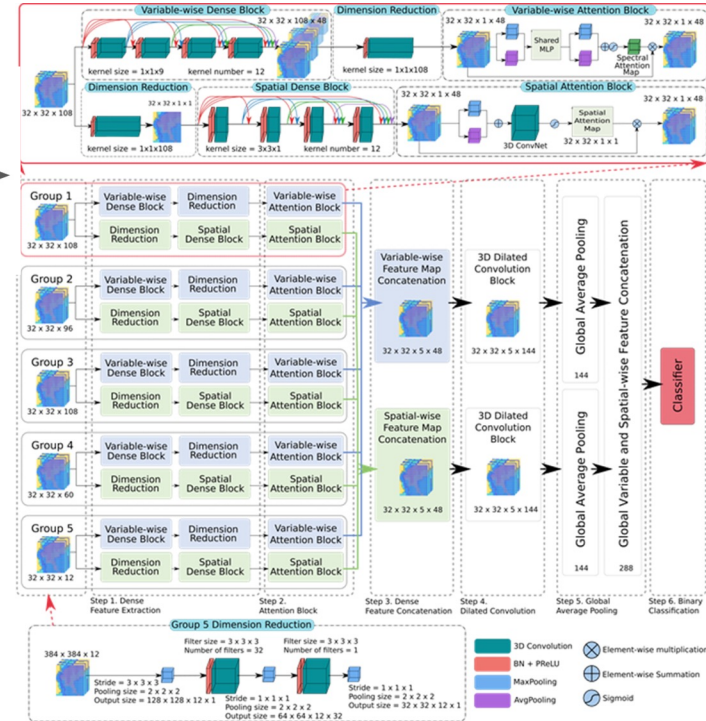 Variable-wise Dense Block
32 x 32 x 108 x 48
kernel size = 1x1x9
kernel number = 12
Dimension Reduction
kernel size = 1x1x108
Variable-wise Attention Block
32 x 32 x 1 x 48
32 x 32 x 1 x 48
Shared
MLP
Spectral
Attention
Map
32 x 32 x 108
Dimension Reduction
32 x 32 x 1 x 1
kernel size = 1x1x108
Spatial Dense Block
32 x 32 x 1 x 48
kernel size = 3x3x1
kernel number = 12
Spatial Attention Block
32 x 32 x 1 x 48
32 x 32 x 1 x 48
3D ConvNet
Spatial
Attention
Map
32 x 32 x 1 x 1
Group 1
32 x 32 x 108
Variable-wise
Dense Block
Dimension
Reduction
Variable-wise
Attention Block
Dimension
Reduction
Spatial
Dense Block
Spatial
Attention Block
Group 2
32 x 32 x 96
Variable-wise
Dense Block
Dimension
Reduction
Variable-wise
Attention Block
Dimension
Reduction
Spatial
Dense Block
Spatial
Attention Block
Group 3
32 x 32 x 108
Variable-wise
Dense Block
Dimension
Reduction
Variable-wise
Attention Block
Dimension
Reduction
Spatial
Dense Block
Spatial
Attention Block
Group 4
32 x 32 x 60
Variable-wise
Dense Block
Dimension
Reduction
Variable-wise
Attention Block
Dimension
Reduction
Spatial
Dense Block
Spatial
Attention Block
Group 5
32 x 32 x 12
Variable-wise
Dense Block
Dimension
Reduction
Variable-wise
Attention Block
Dimension
Reduction
Spatial
Dense Block
Spatial
Attention Block
Variable-wise
Feature Map
Concatenation
32 x 32 x 5 x 48
3D Dilated
Convolution
Block
32 x 32 x 5 x 144
Spatial-wise
Feature Map
Concatenation
32 x 32 x 5 x 48
3D Dilated
Convolution
Block
32 x 32 x 5 x 144
Global Average Pooling
144
Global Average Pooling
144
Global Variable and Spatial-wise Feature Concatenation
288
Classifier
Step 1. Dense
Feature Extraction
Step 2.
Attention Block
Step 3. Dense
Feature Concatenation
Step 4.
Dilated Convolution
Step 5. Global
Average Pooling
Step 6. Binary
Classification
Group 5 Dimension Reduction
384 x 384 x 12
Stride = 3 x 3 x 3
Pooling size = 2 x 2 x 2
Output size = 128 x 128 x 12 x 1
Filter size = 3 x 3 x 3
Number of filters = 32
Stride = 1 x 1 x 1
Pooling size = 2 x 2 x 2
Output size = 64 x 64 x 12 x 32
Filter size = 3 x 3 x 3
Number of filters = 1
Stride = 1 x 1 x 1
Pooling size = 2 x 2 x 2
Output size = 32 x 32 x 12 x 1
3D Convolution
BN + PReLU
MaxPooling
AvgPooling
Element-wise multiplication
Element-wise Summation
Sigmoid